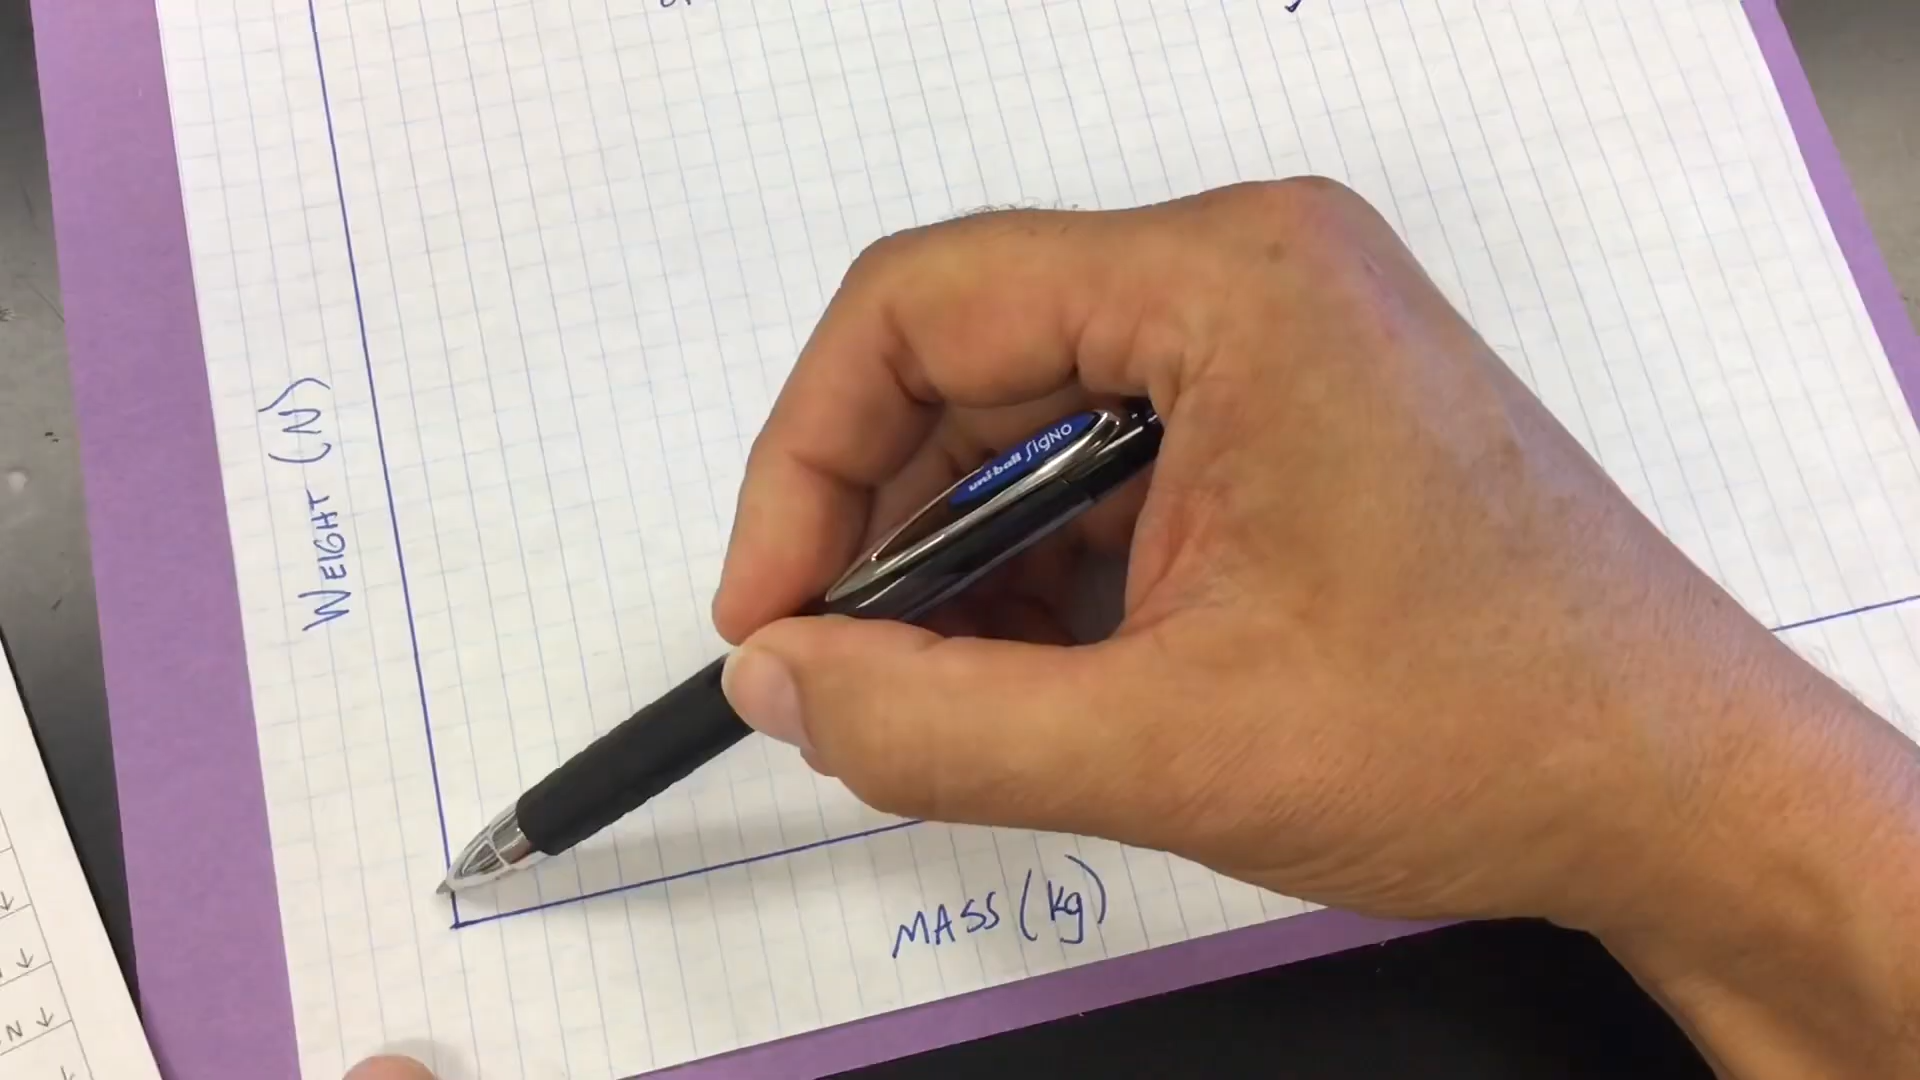 WEIGHT (N)
uni-ball SigNO
MASS (kg)
N ↓